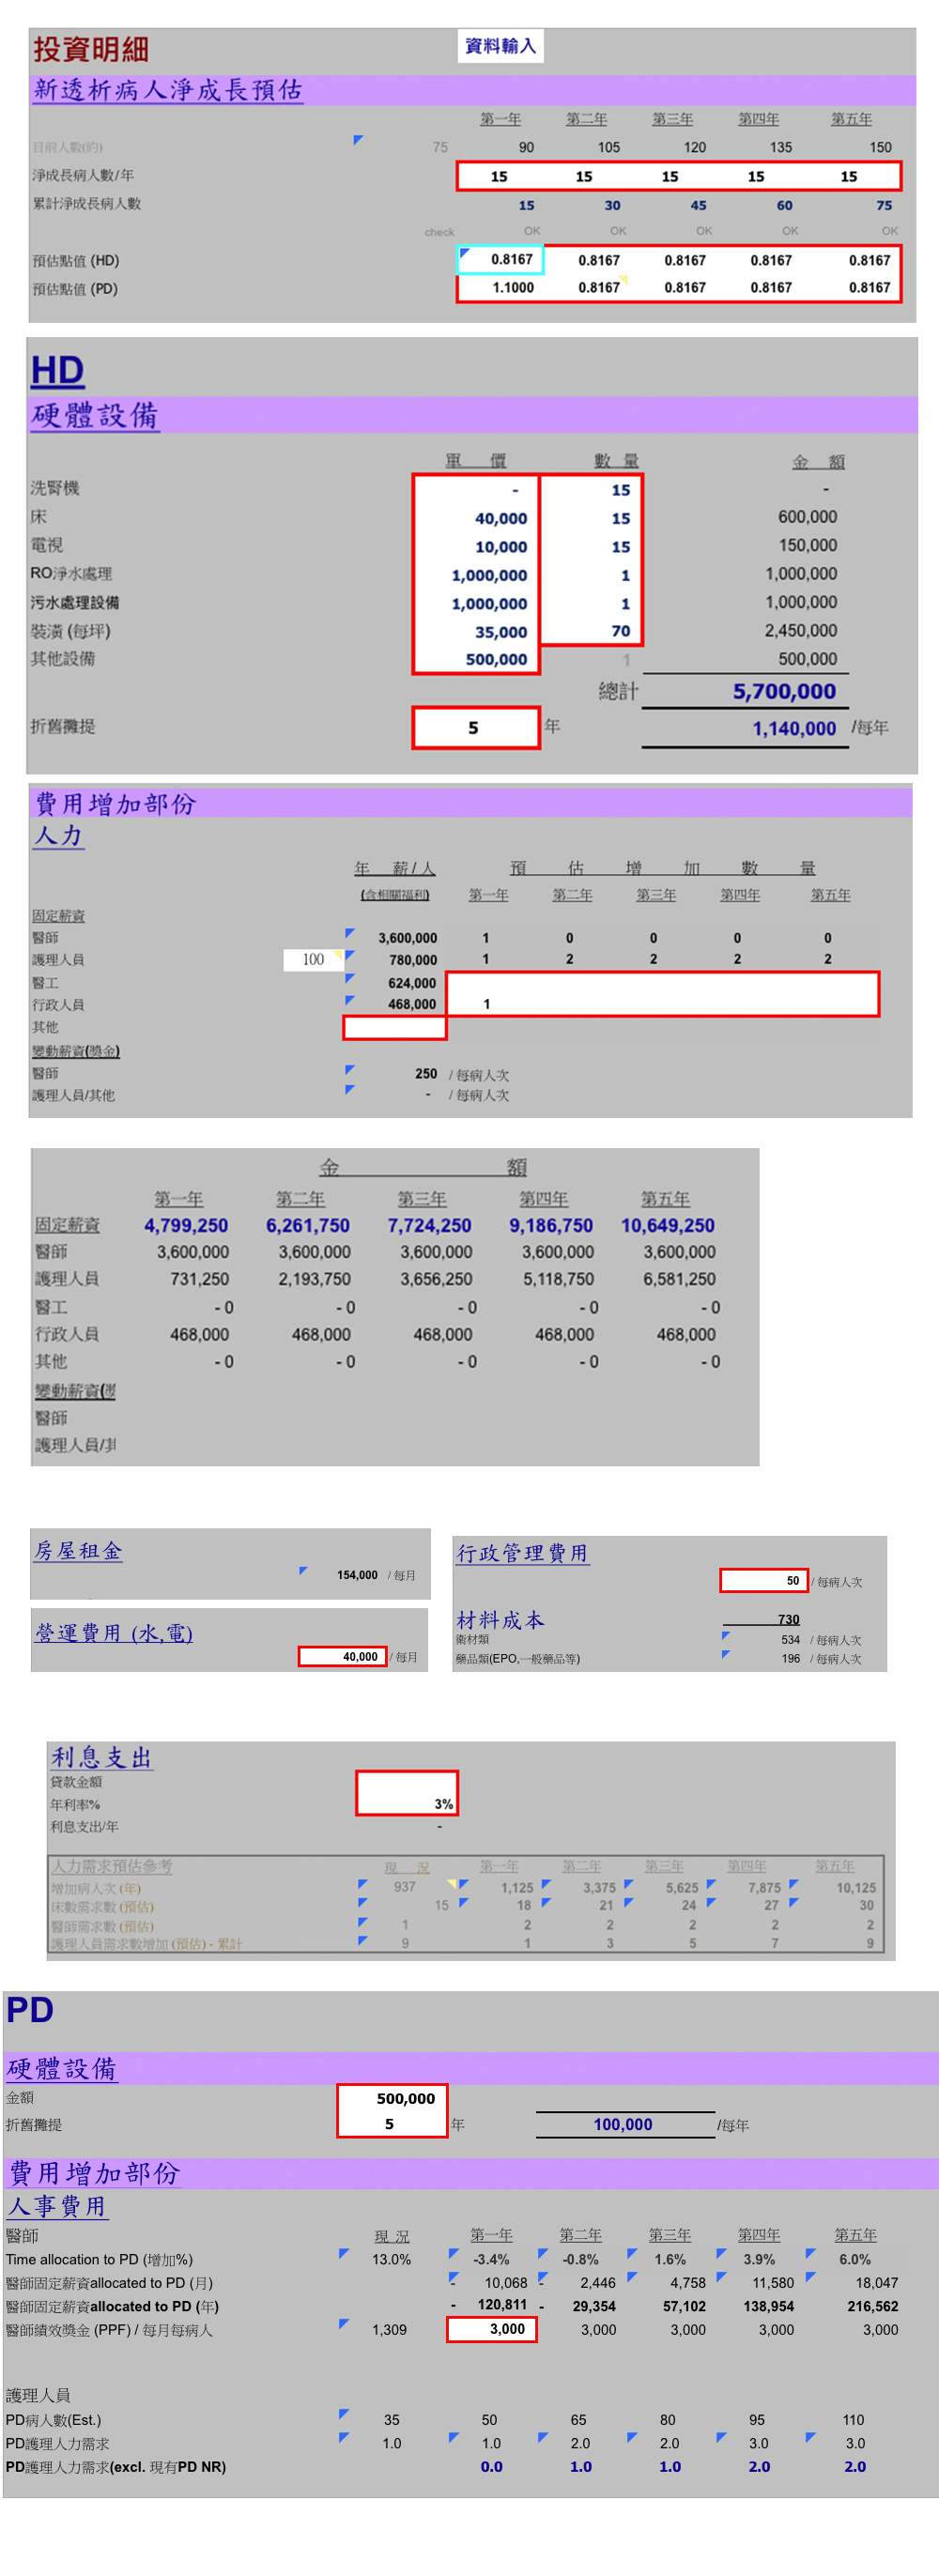 投資明細 資料輸入
新透析病人淨成長預估
第一年 第二年 第三年 第四年 第五年
目前人數(約) 75 90 105 120 135 150
淨成長病人數/年 15 15 15 15 15
累計淨成長病人數 15 30 45 60 75
check OK OK OK OK OK
預估點值 (HD) 0.8167 0.8167 0.8167 0.8167 0.8167
預估點值 (PD) 1.1000 0.8167 0.8167 0.8167 0.8167
HD
硬體設備
單 價 數 量 金 額
洗腎機 - 15 -
床 40,000 15 600,000
電視 10,000 15 150,000
RO淨水處理 1,000,000 1 1,000,000
污水處理設備 1,000,000 1 1,000,000
裝潢 (每坪) 35,000 70 2,450,000
其他設備 500,000 1 500,000
總計 5,700,000
折舊攤提 5 年 1,140,000 /每年
費用增加部份
人力
年 薪/人 預 估 增 加 數 量
(含相關福利) 第一年 第二年 第三年 第四年 第五年
固定薪資
醫師 3,600,000 1 0 0 0 0
護理人員 100 780,000 1 2 2 2 2
醫工 624,000
行政人員 468,000 1
其他
變動薪資(獎金)
醫師 250 / 每病人次
護理人員/其他 - / 每病人次
金 額
第一年 第二年 第三年 第四年 第五年
固定薪資 4,799,250 6,261,750 7,724,250 9,186,750 10,649,250
醫師 3,600,000 3,600,000 3,600,000 3,600,000 3,600,000
護理人員 731,250 2,193,750 3,656,250 5,118,750 6,581,250
醫工 - 0 - 0 - 0 - 0 - 0
行政人員 468,000 468,000 468,000 468,000 468,000
其他 - 0 - 0 - 0 - 0 - 0
變動薪資(
醫師
護理人員/
房屋租金
154,000 / 每月
營運費用 (水,電)
40,000 / 每月
行政管理費用
50 / 每病人次
材料成本 730
衛材類 534 / 每病人次
藥品類(EPO,一般藥品等) 196 / 每病人次
利息支出
貸款金額
年利率% 3%
利息支出/年 -
人力需求預估參考 現 況 第一年 第二年 第三年 第四年 第五年
增加病人次 (年) 937 1,125 3,375 5,625 7,875 10,125
床數需求數 (預估) 15 18 21 24 27 30
醫師需求數 (預估) 1 2 2 2 2 2
護理人員需求數增加 (預估) - 累計 9 1 3 5 7 9
PD
硬體設備
金額 500,000
折舊攤提 5 年 100,000 /每年
費用增加部份
人事費用
醫師 現 況 第一年 第二年 第三年 第四年 第五年
Time allocation to PD (增加%) 13.0% -3.4% -0.8% 1.6% 3.9% 6.0%
醫師固定薪資allocated to PD (月) - 10,068 - 2,446 4,758 11,580 18,047
醫師固定薪資allocated to PD (年) - 120,811 - 29,354 57,102 138,954 216,562
醫師績效獎金 (PPF) / 每月每病人 1,309 3,000 3,000 3,000 3,000 3,000
護理人員
PD病人數(Est.) 35 50 65 80 95 110
PD護理人力需求 1.0 1.0 2.0 2.0 3.0 3.0
PD護理人力需求(excl. 現有PD NR) 0.0 1.0 1.0 2.0 2.0